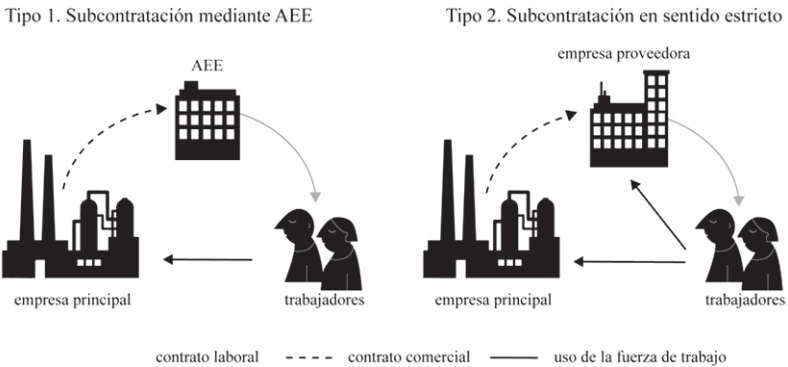 Tipo 1. Subcontratación mediante AEE
Tipo 2. Subcontratación en sentido estricto
AEE
empresa proveedora
empresa principal
trabajadores
empresa principal
trabajadores
contrato laboral
contrato comercial
uso de la fuerza de trabajo